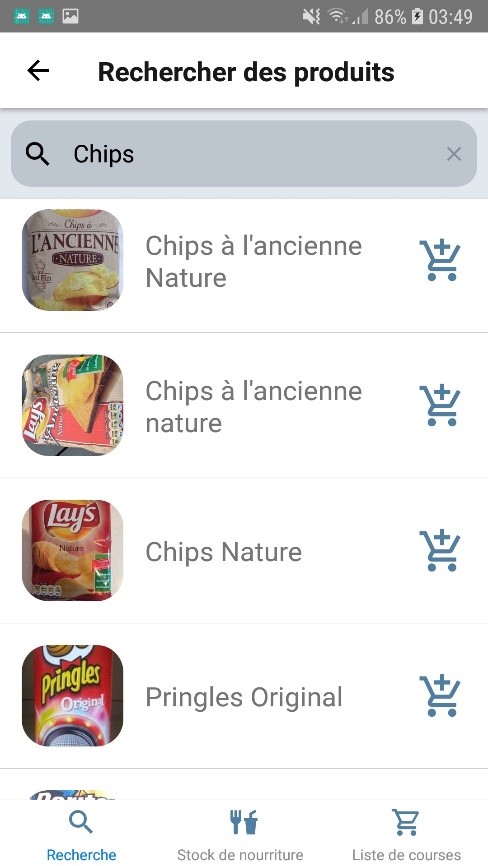 86% 03:49
Rechercher des produits
Chips
Chips à
L'ANCIENNE
NATURE
Chips à l'ancienne
Nature
Lay's
Chips à l'ancienne
nature
Lay's
Nature
Chips Nature
Pringles
Original
Pringles Original
Recherche
Stock de nourriture
Liste de courses